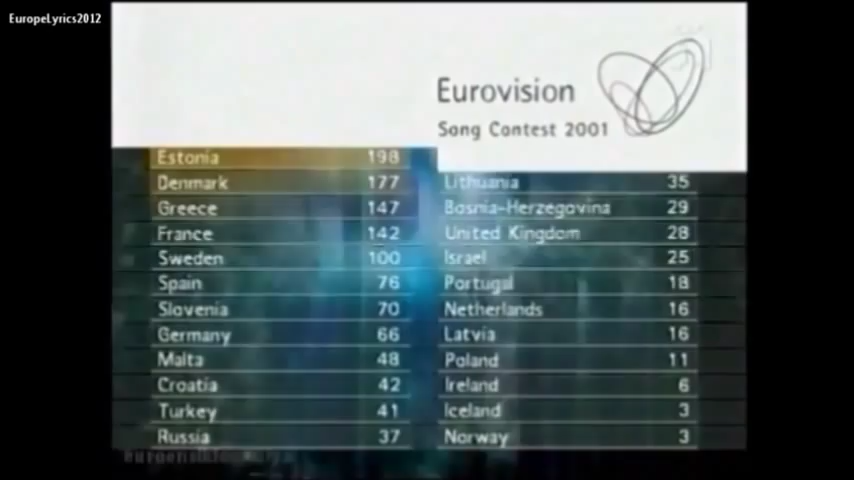 EuropeLyrics2012
Eurovision
Song Contest 2001
Estonia 198
Denmark 177
Greece 147
France 142
Sweden 100
Spain 76
Slovenia 70
Germany 66
Malta 48
Croatia 42
Turkey 41
Russia 37
Lithuania 35
Bosnia-Herzegovina 29
United Kingdom 28
Israel 25
Portugal 18
Netherlands 16
Latvia 16
Poland 11
Ireland 6
Iceland 3
Norway 3